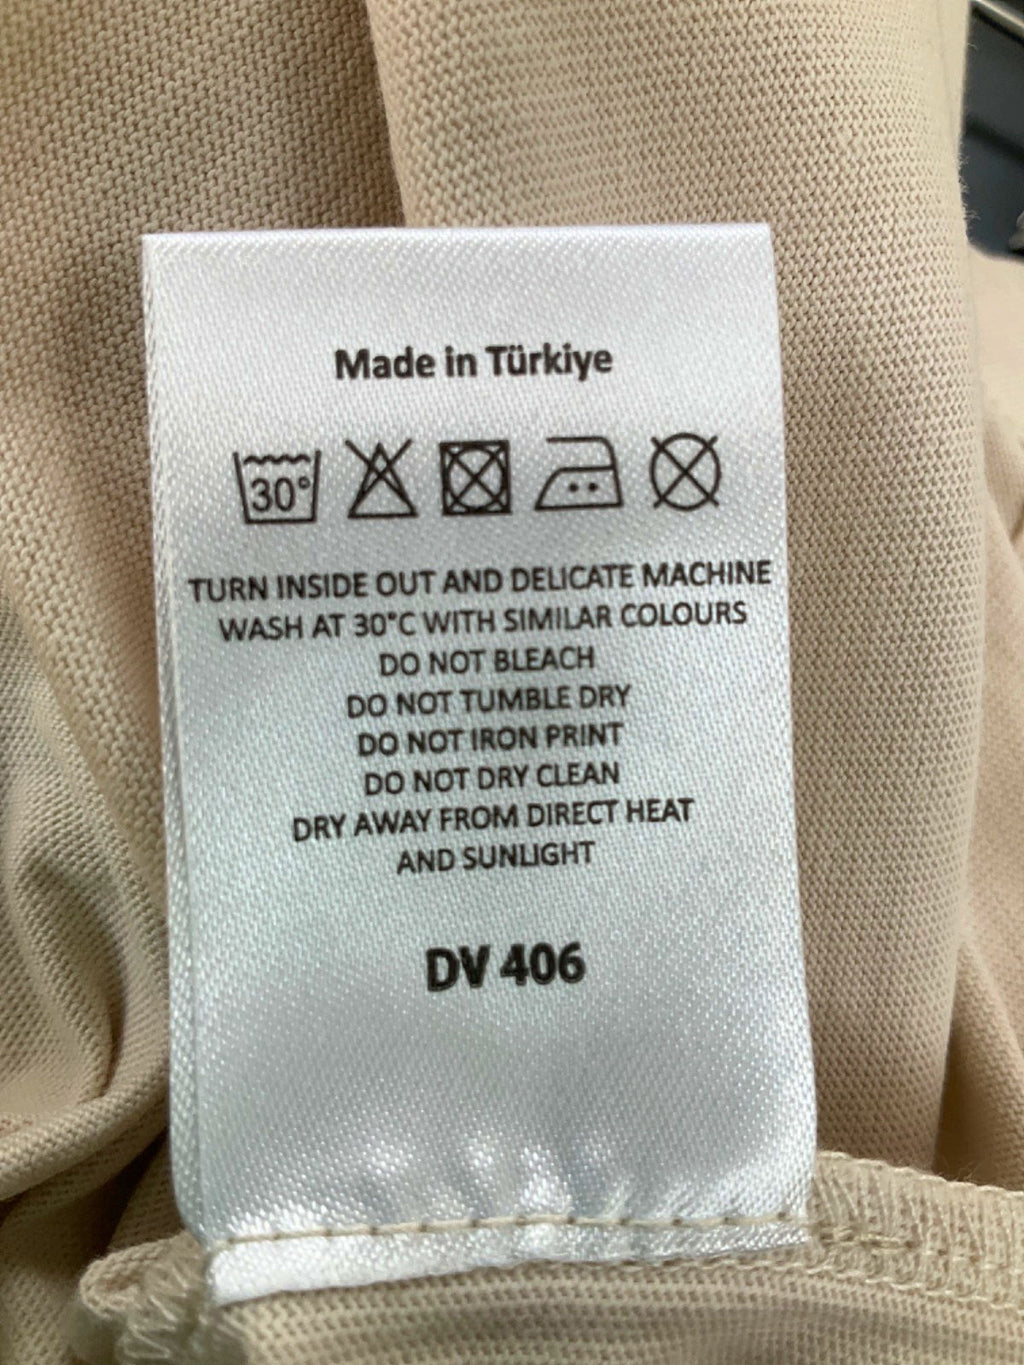 Made in Türkiye
30°
TURN INSIDE OUT AND DELICATE MACHINE
WASH AT 30°C WITH SIMILAR COLOURS
DO NOT BLEACH
DO NOT TUMBLE DRY
DO NOT IRON PRINT
DO NOT DRY CLEAN
DRY AWAY FROM DIRECT HEAT
AND SUNLIGHT
DV 406